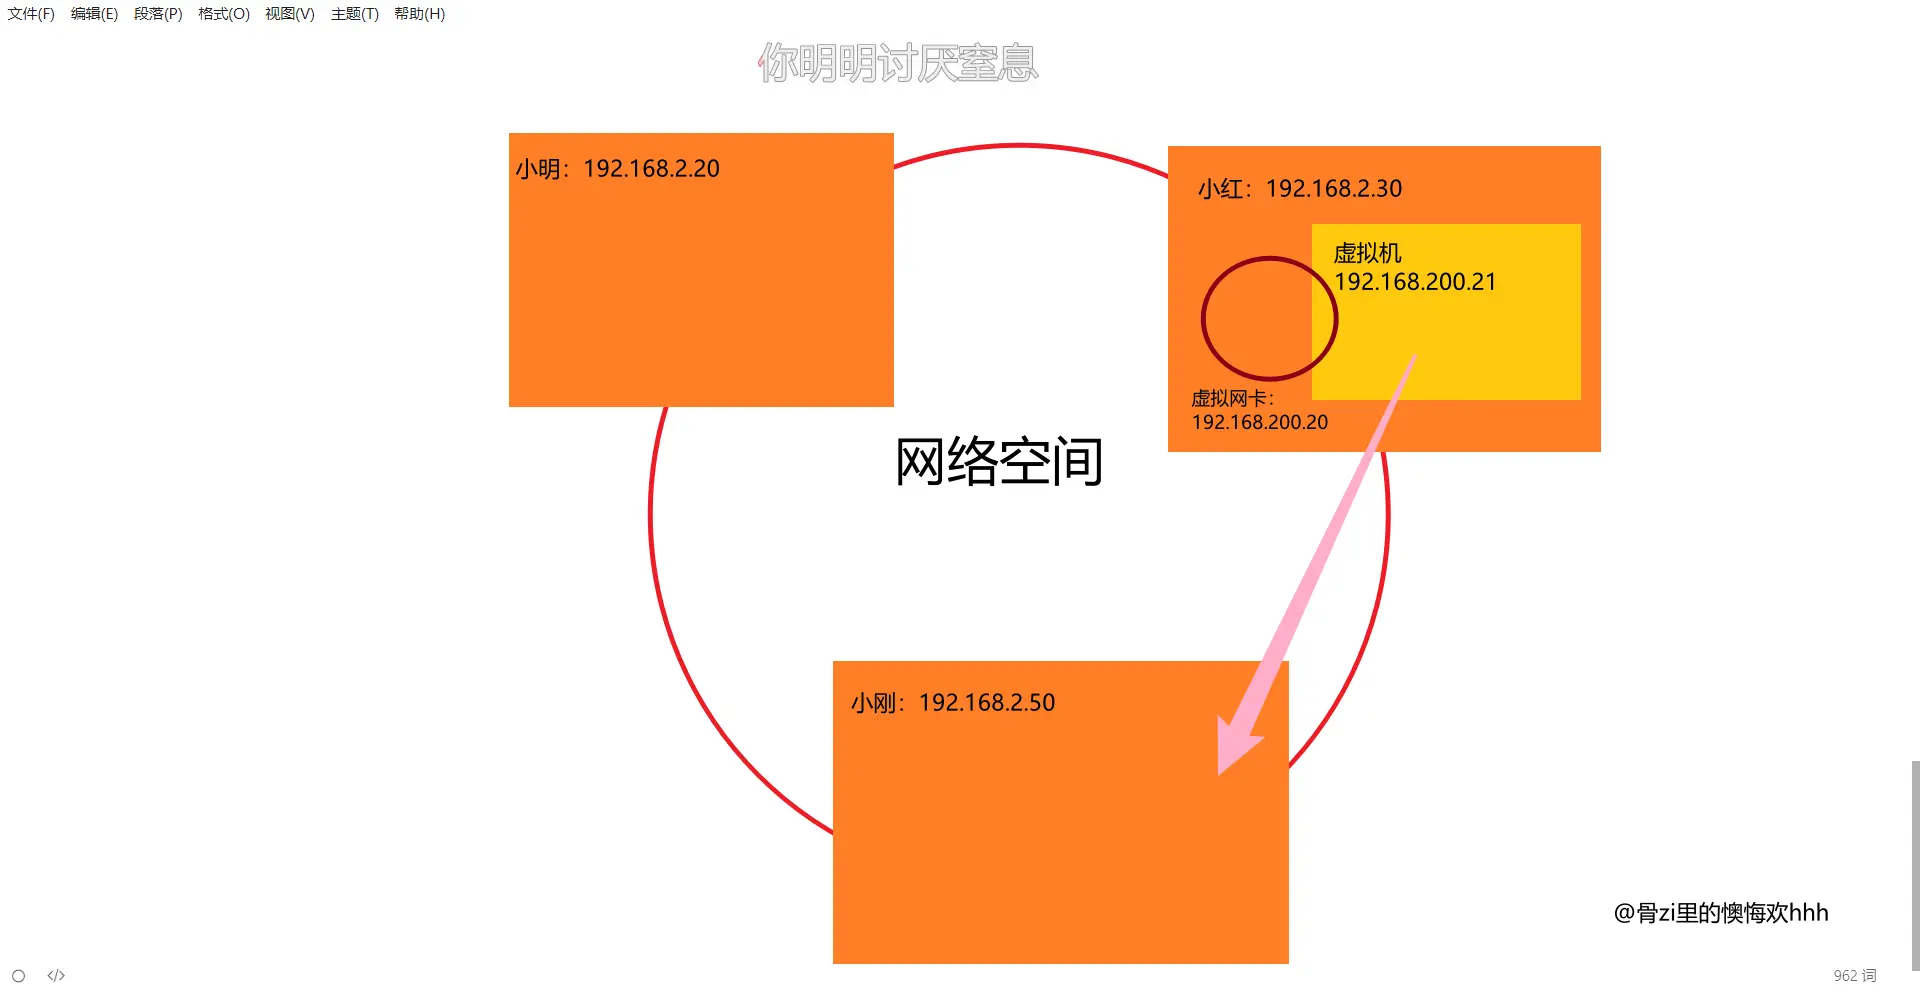 文件(F) 编辑(E) 段落(P) 格式(O) 视图(V) 主题(T) 帮助(H)
你明明讨厌窒息
小明：192.168.2.20
小红：192.168.2.30
虚拟机
192.168.200.21
虚拟网卡：
192.168.200.20
网络空间
小刚：192.168.2.50
@骨zi里的懊悔欢hhh
</> 962 词